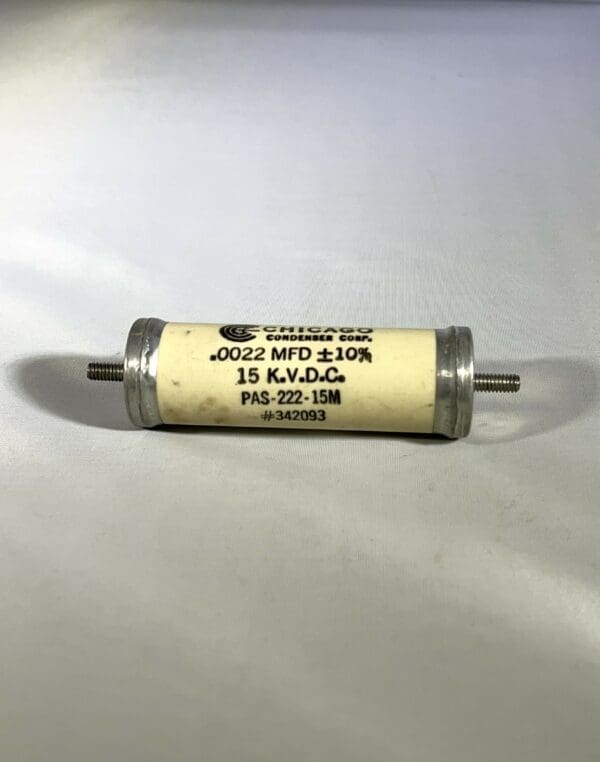 CHICAGO
CONDENSER CORP.
.0022 MFD ±10%
15 K.V.D.C.
PAS-222-15M
#342093